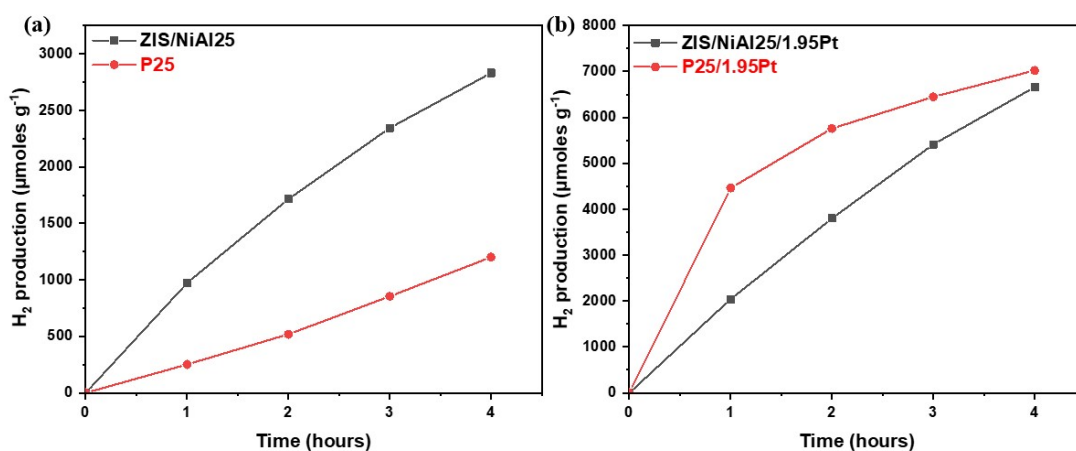 (a)
ZIS/NiAl25
P25
H₂ production (µmoles g⁻¹)
3000
2500
2000
1500
1000
500
0
0 1 2 3 4
Time (hours)
(b)
ZIS/NiAl25/1.95Pt
P25/1.95Pt
H₂ production (µmoles g⁻¹)
8000
7000
6000
5000
4000
3000
2000
1000
0
0 1 2 3 4
Time (hours)